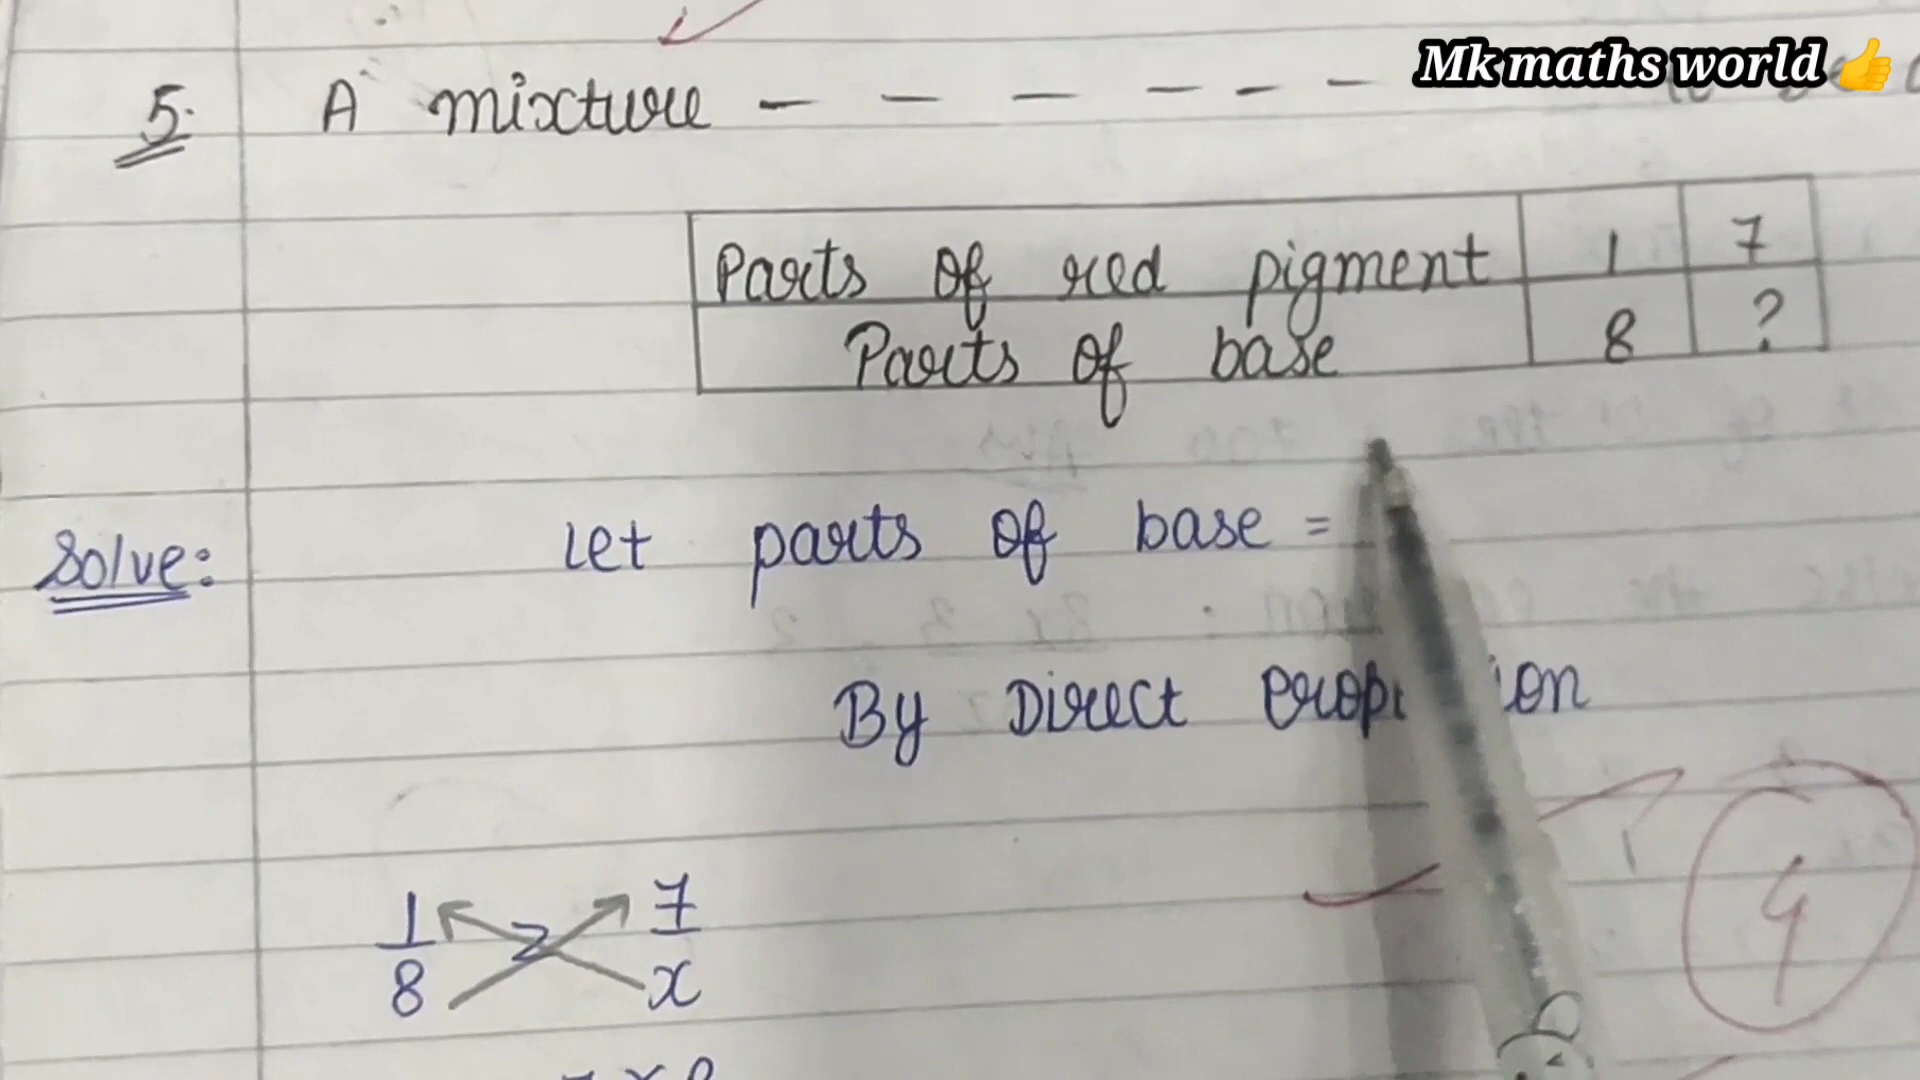 Mk maths world 👍
5. A mixture - - - - - -
Parts of red pigment 1 7
Parts of base 8 ?
Solve: Let parts of base =
By Direct
1 7
8 x
4